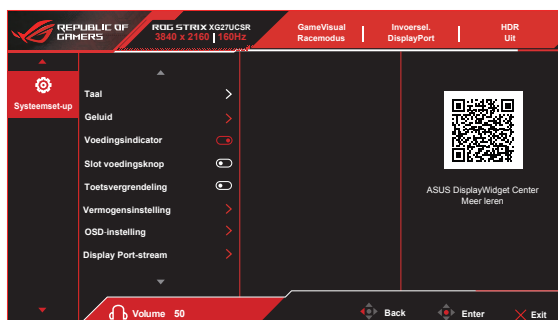 REPUBLIC OF
GAMERS
ROG STRIX XG27UCSR
3840 x 2160 160Hz
GameVisual
Racemodus
Invoersel.
DisplayPort
HDR
Uit
Systeemset-up
Taal
Geluid
Voedingsindicator
Slot voedingsknop
Toetsvergrendeling
Vermogensinstelling
OSD-instelling
Display Port-stream
ASUS DisplayWidget Center
Meer leren
Volume 50
Back
Enter
Exit